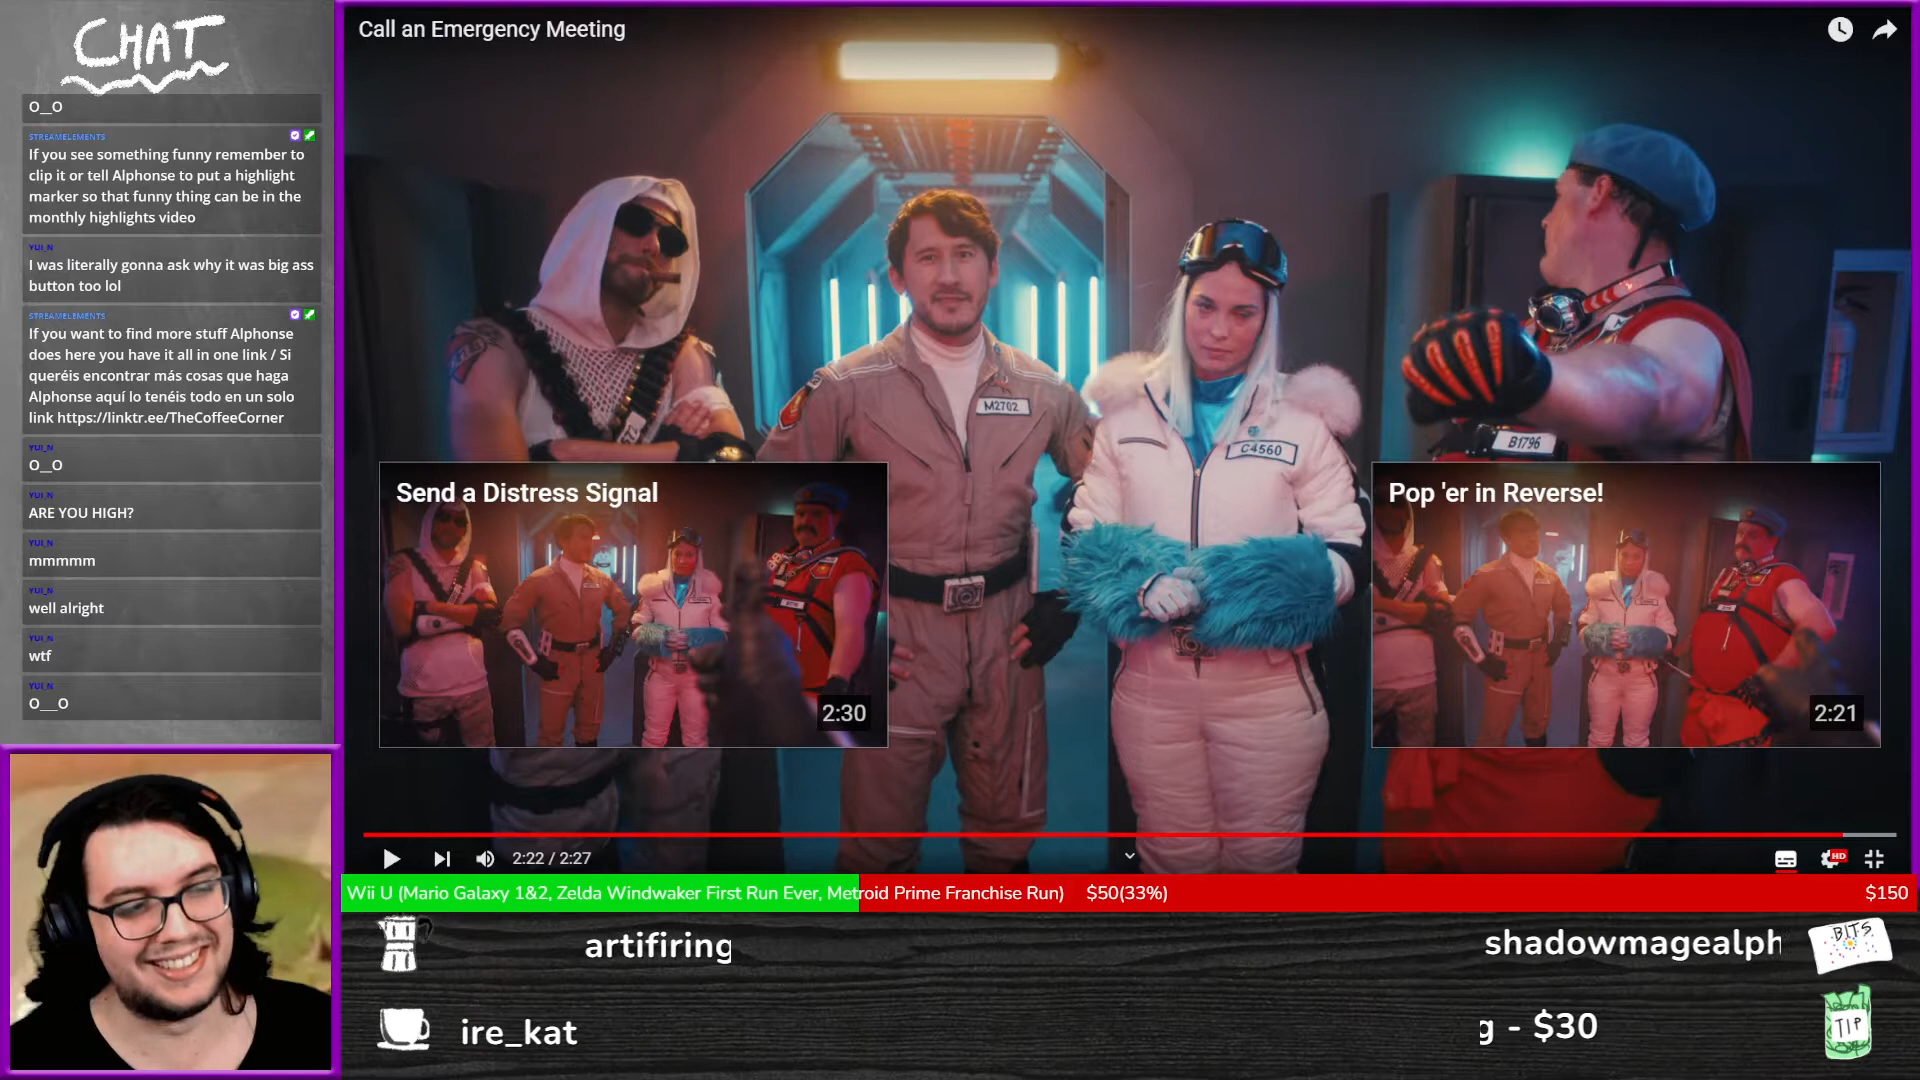 CHAT
O__O
STREAMELEMENTS
If you see something funny remember to
clip it or tell Alphonse to put a highlight
marker so that funny thing can be in the
monthly highlights video
YUI_N
I was literally gonna ask why it was big ass
button too lol
STREAMELEMENTS
If you want to find more stuff Alphonse
does here you have it all in one link / Si
queréis encontrar más cosas que haga
Alphonse aquí lo tenéis todo en un solo
link https://linktr.ee/TheCoffeeCorner
YUI_N
O__O
YUI_N
ARE YOU HIGH?
YUI_N
mmmmm
YUI_N
well alright
YUI_N
wtf
YUI_N
O___O
Call an Emergency Meeting
M2702
C4560
B1796
Send a Distress Signal
2:30
Pop 'er in Reverse!
2:21
2:22 / 2:27
HD
Wii U (Mario Galaxy 1&2, Zelda Windwaker First Run Ever, Metroid Prime Franchise Run) $50(33%)
$150
artifiring
shadowmagealph
BITS
ire_kat
g - $30
TIP